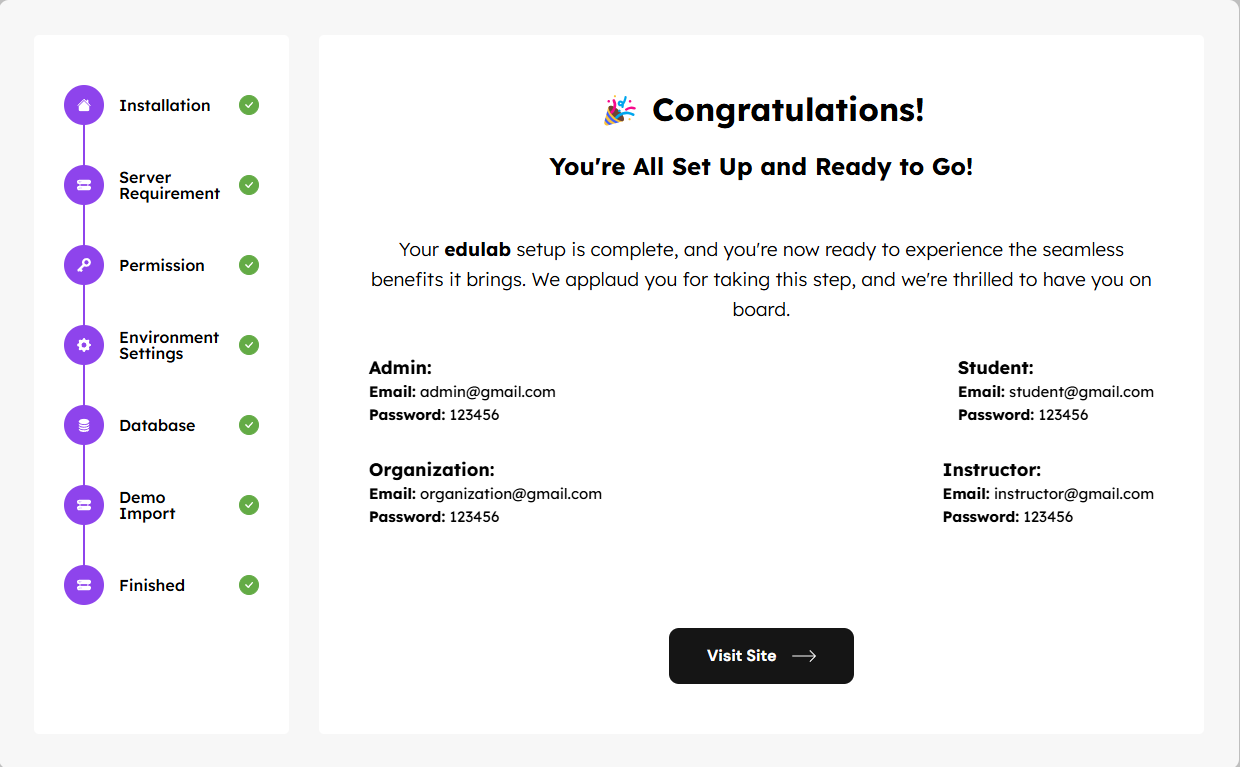 Installation
Server
Requirement
Permission
Environment
Settings
Database
Demo
Import
Finished
Congratulations!
You're All Set Up and Ready to Go!
Your edulab setup is complete, and you're now ready to experience the seamless
benefits it brings. We applaud you for taking this step, and we're thrilled to have you on
board.
Admin:
Email: admin@gmail.com
Password: 123456
Student:
Email: student@gmail.com
Password: 123456
Organization:
Email: organization@gmail.com
Password: 123456
Instructor:
Email: instructor@gmail.com
Password: 123456
Visit Site